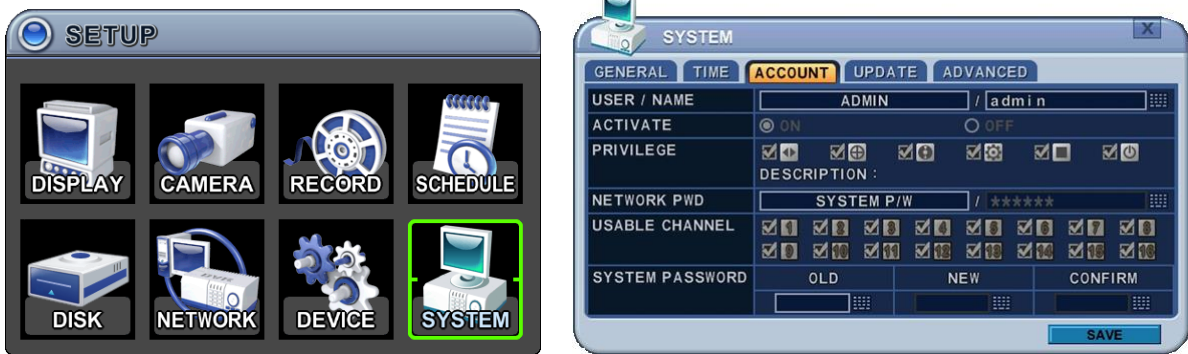 SETUP
DISPLAY CAMERA RECORD SCHEDULE
DISK NETWORK DEVICE SYSTEM
SYSTEM X
GENERAL TIME ACCOUNT UPDATE ADVANCED
USER / NAME ADMIN / admin
ACTIVATE ON OFF
PRIVILEGE
DESCRIPTION :
NETWORK PWD SYSTEM P/W / ******
USABLE CHANNEL 1 2 3 4 5 6 7 8
9 10 11 12 13 14 15 16
SYSTEM PASSWORD OLD NEW CONFIRM
SAVE